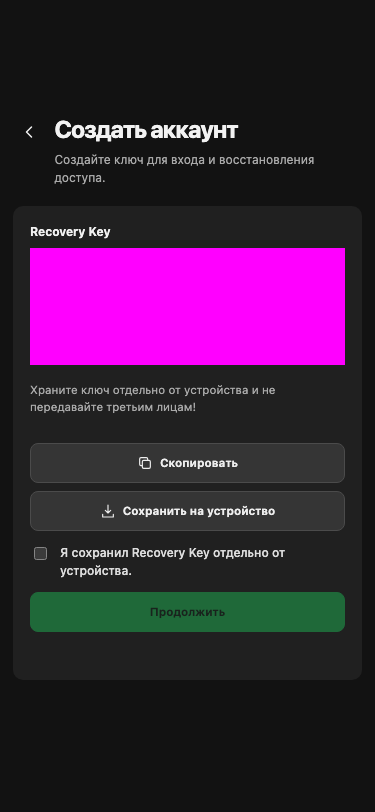 Создать аккаунт
Создайте ключ для входа и восстановления
доступа.
Recovery Key
Храните ключ отдельно от устройства и не
передавайте третьим лицам!
Скопировать
Сохранить на устройство
Я сохранил Recovery Key отдельно от
устройства.
Продолжить